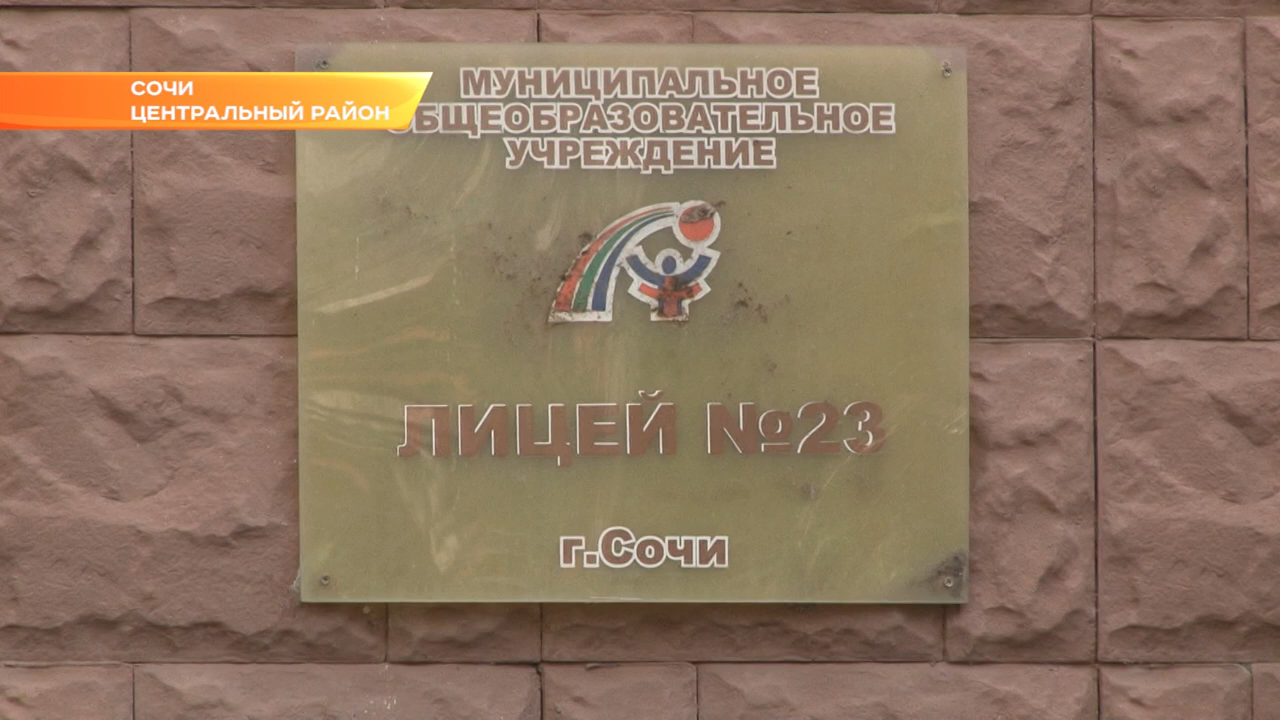 СОЧИ
ЦЕНТРАЛЬНЫЙ РАЙОН
МУНИЦИПАЛЬНОЕ
ОБЩЕОБРАЗОВАТЕЛЬНОЕ
УЧРЕЖДЕНИЕ
ЛИЦЕЙ №23
г.Сочи